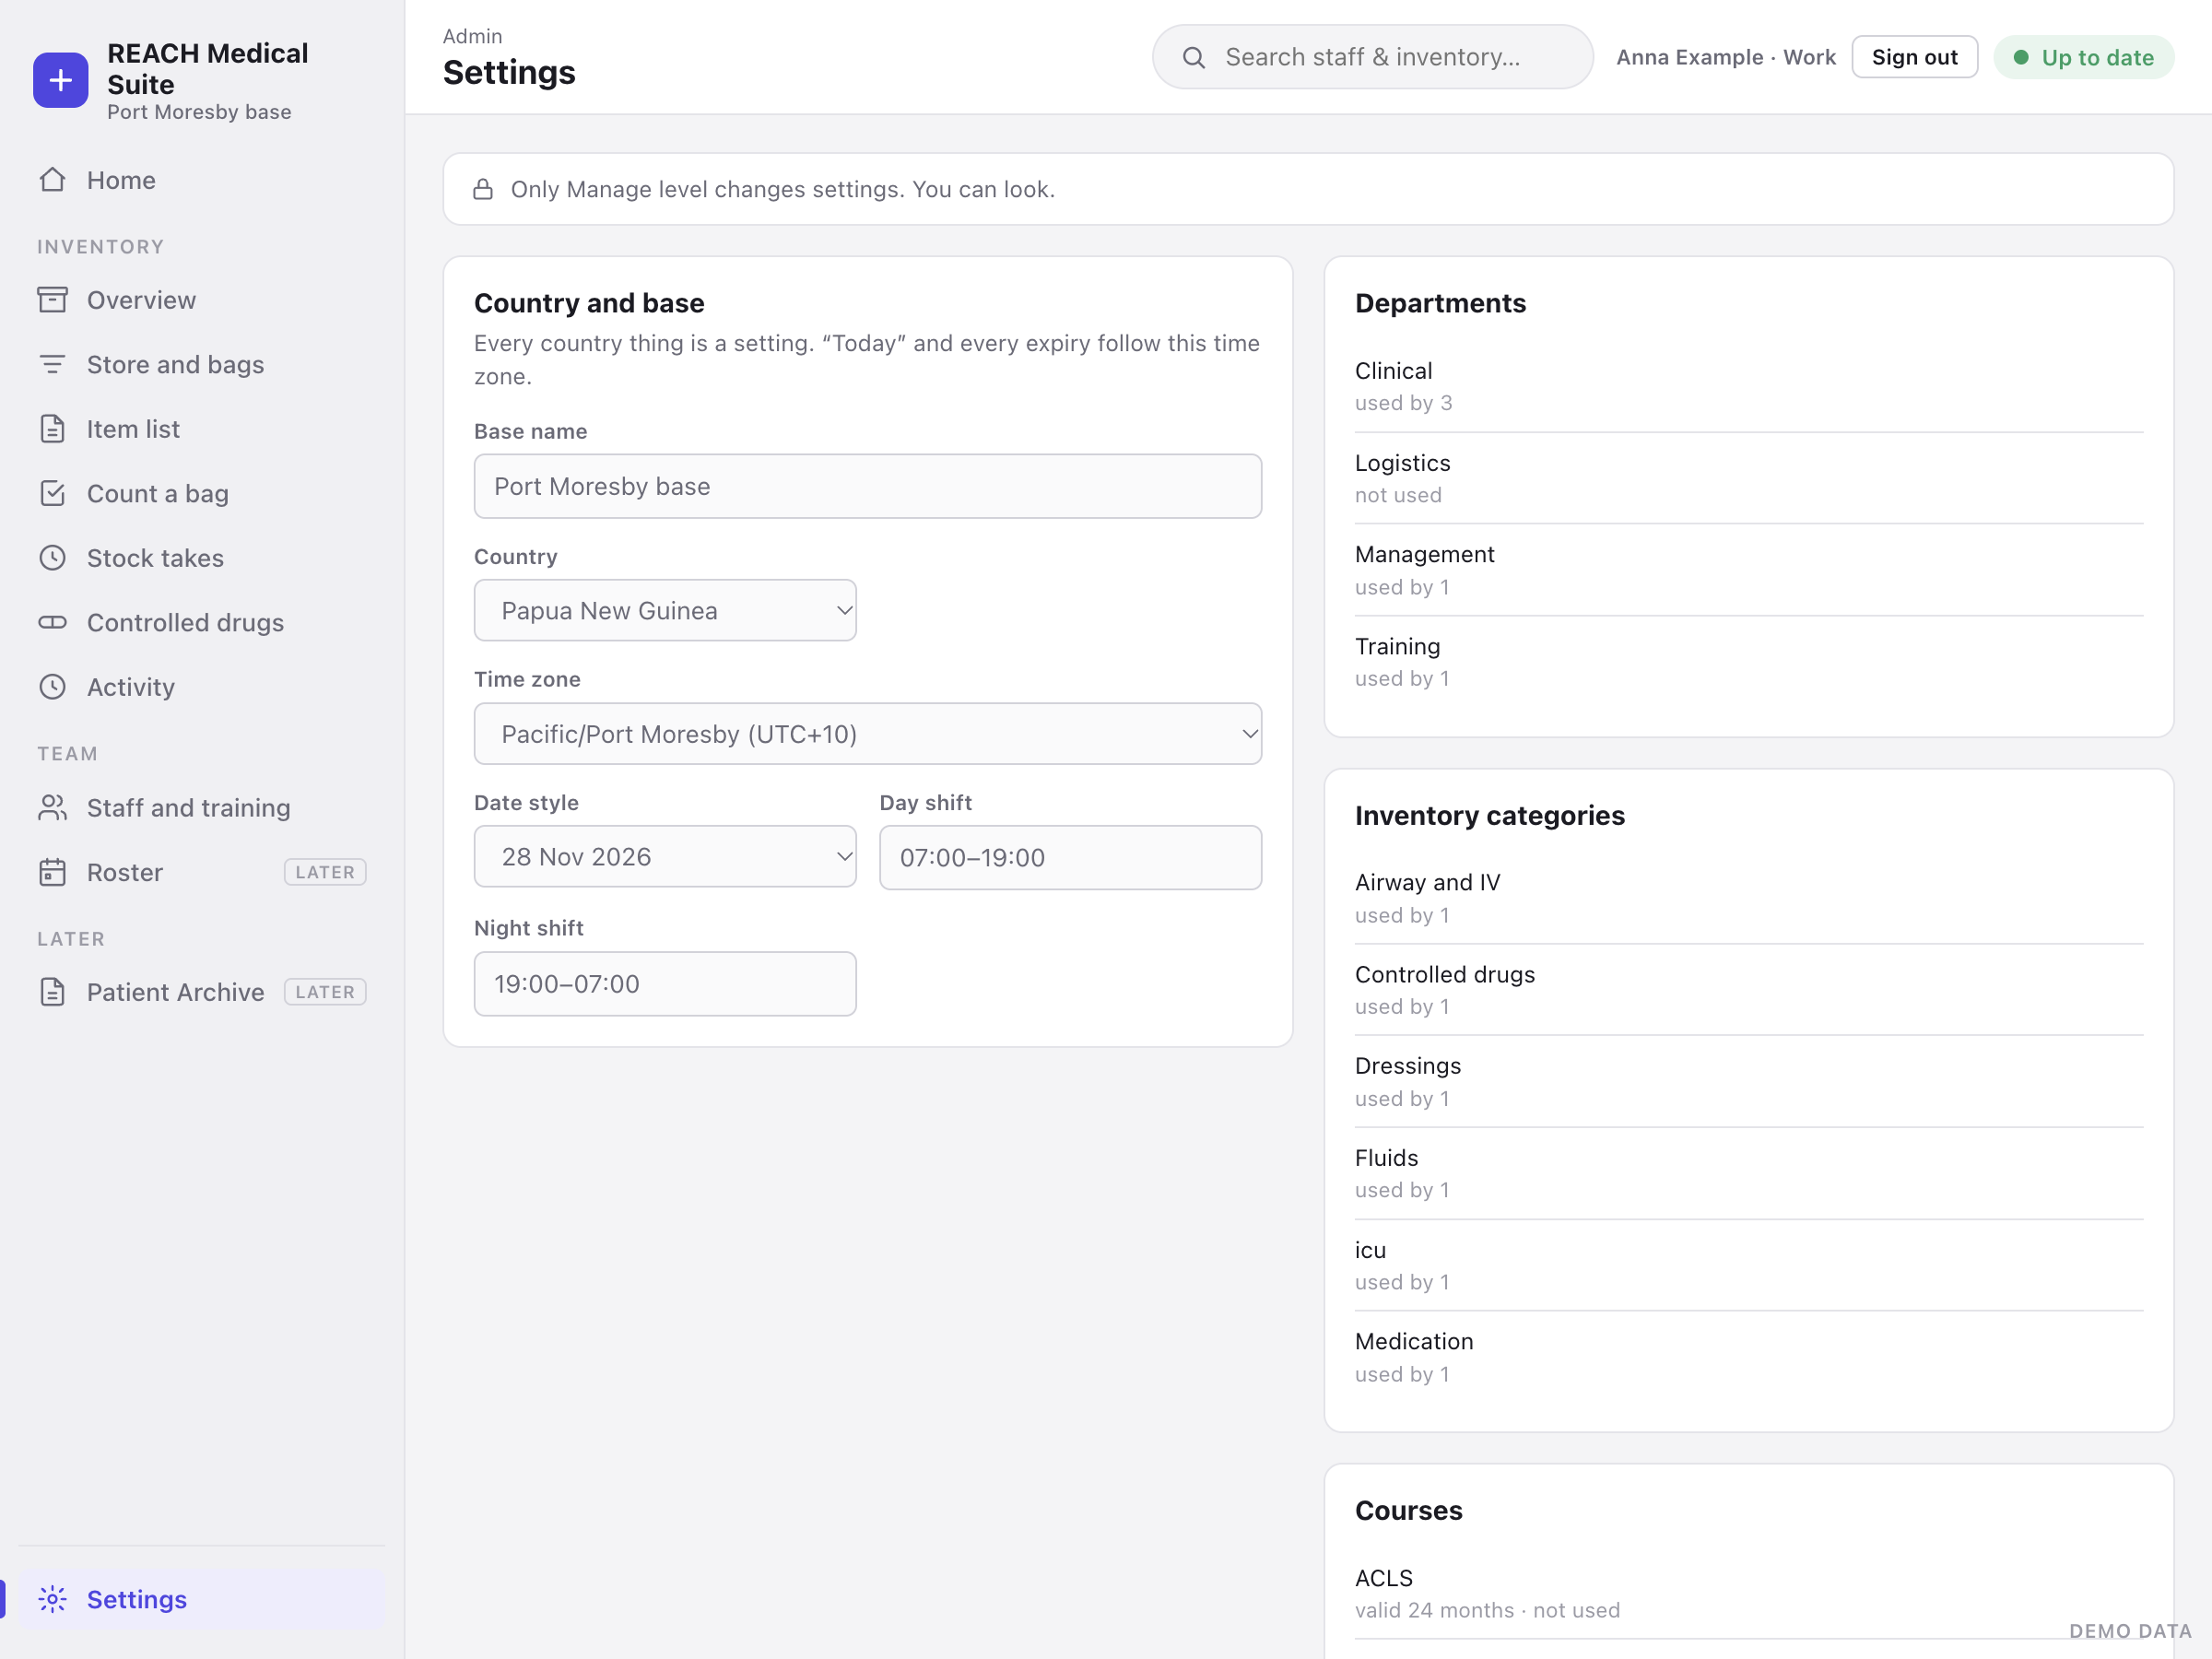 REACH Medical
Suite
Port Moresby base
Home
INVENTORY
Overview
Store and bags
Item list
Count a bag
Stock takes
Controlled drugs
Activity
TEAM
Staff and training
Roster LATER
LATER
Patient Archive LATER
Settings
Admin
Settings
Search staff & inventory...
Anna Example · Work
Sign out
Up to date
Only Manage level changes settings. You can look.
Country and base
Every country thing is a setting. “Today” and every expiry follow this time
zone.
Base name
Port Moresby base
Country
Papua New Guinea
Time zone
Pacific/Port Moresby (UTC+10)
Date style
28 Nov 2026
Day shift
07:00–19:00
Night shift
19:00–07:00
Departments
Clinical
used by 3
Logistics
not used
Management
used by 1
Training
used by 1
Inventory categories
Airway and IV
used by 1
Controlled drugs
used by 1
Dressings
used by 1
Fluids
used by 1
icu
used by 1
Medication
used by 1
Courses
ACLS
valid 24 months · not used
DEMO DATA